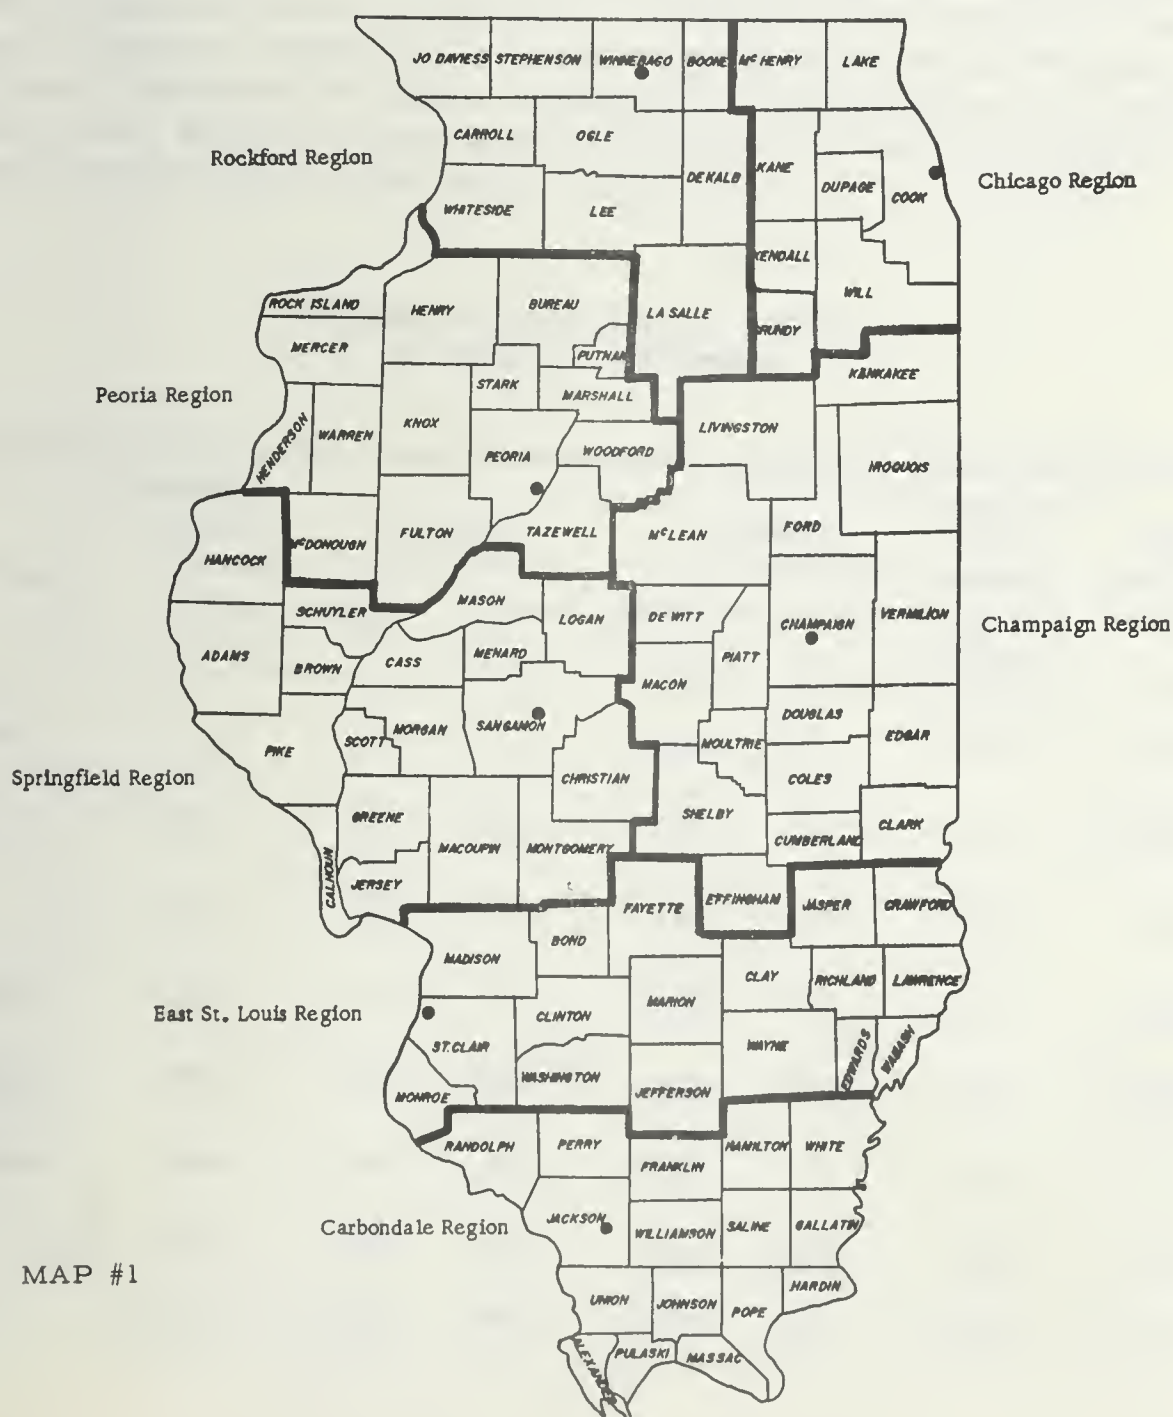 JO DAVIESS STEPHENSON WINNEBAGO BOONE McHENRY LAKE
CARROLL OGLE
Rockford Region
DEKALB KANE DUPAGE COOK
Chicago Region
WHITESIDE LEE
KENDALL
WILL
ROCK ISLAND HENRY BUREAU LA SALLE GRUNDY
MERCER PUTNAM
KANKAKEE
Peoria Region
STARK MARSHALL
HENDERSON WARREN KNOX LIVINGSTON
PEORIA WOODFORD IROQUOIS
HANCOCK McDONOUGH FULTON TAZEWELL McLEAN FORD
SCHUYLER MASON LOGAN DE WITT CHAMPAIGN VERMILION
Champaign Region
ADAMS BROWN CASS MENARD PIATT
MACON
PIKE SCOTT MORGAN SANGAMON DOUGLAS
MOULTRIE EDGAR
Springfield Region
CHRISTIAN COLES
GREENE SHELBY CLARK
MACOUPIN MONTGOMERY CUMBERLAND
CALHOUN JERSEY
FAYETTE EFFINGHAM JASPER CRAWFORD
MADISON BOND
CLAY RICHLAND LAWRENCE
East St. Louis Region
CLINTON MARION
ST. CLAIR WAYNE EDWARDS WABASH
WASHINGTON
MONROE JEFFERSON
RANDOLPH PERRY HAMILTON WHITE
FRANKLIN
Carbondale Region
JACKSON WILLIAMSON SALINE GALLATIN
MAP #1
UNION JOHNSON POPE HARDIN
ALEXANDER PULASKI MASSAC